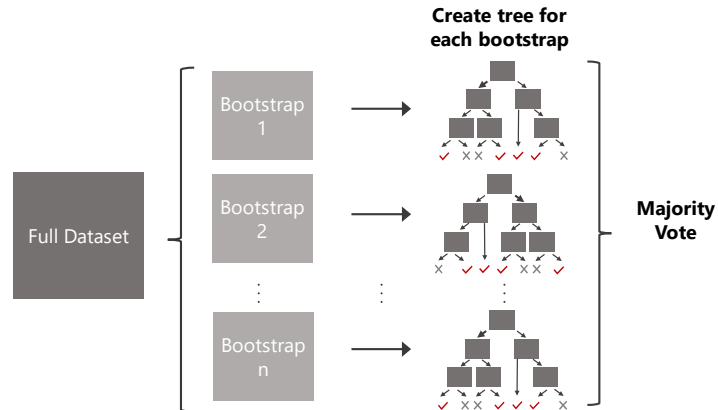 Create tree for
each bootstrap
Full Dataset
Bootstrap
1
Bootstrap
2
Bootstrap
n
Majority
Vote